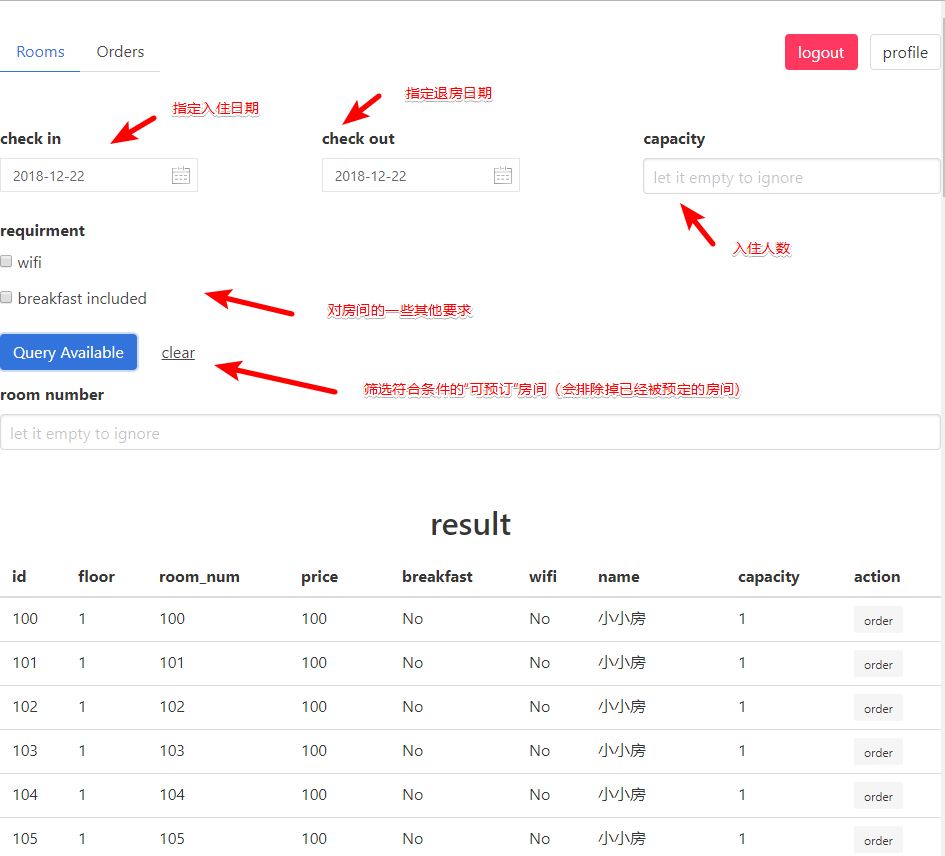 Rooms Orders logout profile
指定入住日期 指定退房日期
check in check out capacity
2018-12-22 2018-12-22 let it empty to ignore
requirment
入住人数
wifi
breakfast included
对房间的一些其他要求
Query Available clear
筛选符合条件的“可预订”房间（会排除掉已经被预定的房间）
room number
let it empty to ignore
result
id floor room_num price breakfast wifi name capacity action
100 1 100 100 No No 小小房 1 order
101 1 101 100 No No 小小房 1 order
102 1 102 100 No No 小小房 1 order
103 1 103 100 No No 小小房 1 order
104 1 104 100 No No 小小房 1 order
105 1 105 100 No No 小小房 1 order